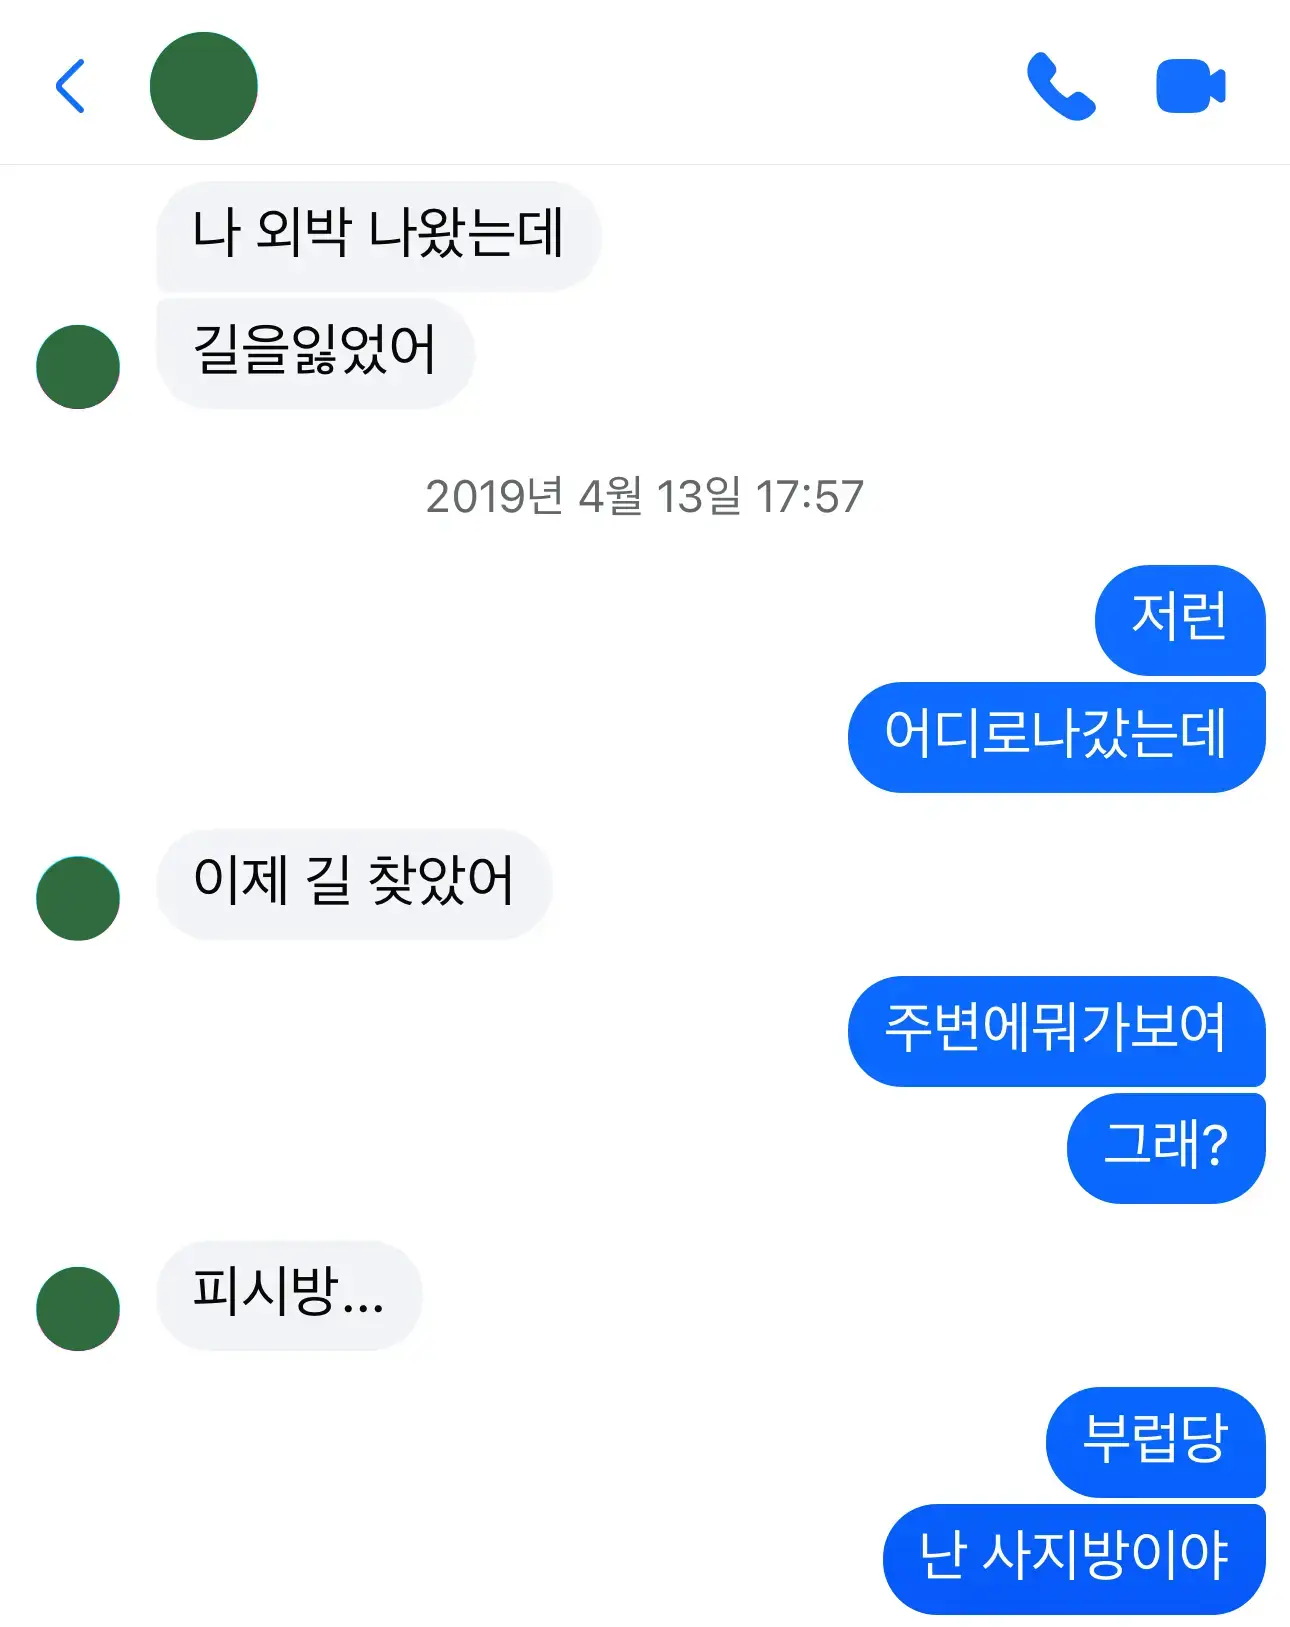 나 외박 나왔는데
길을잃었어
2019년 4월 13일 17:57
저런
어디로나갔는데
이제 길 찾았어
주변에뭐가보여
그래?
피시방...
부럽당
난 사지방이야